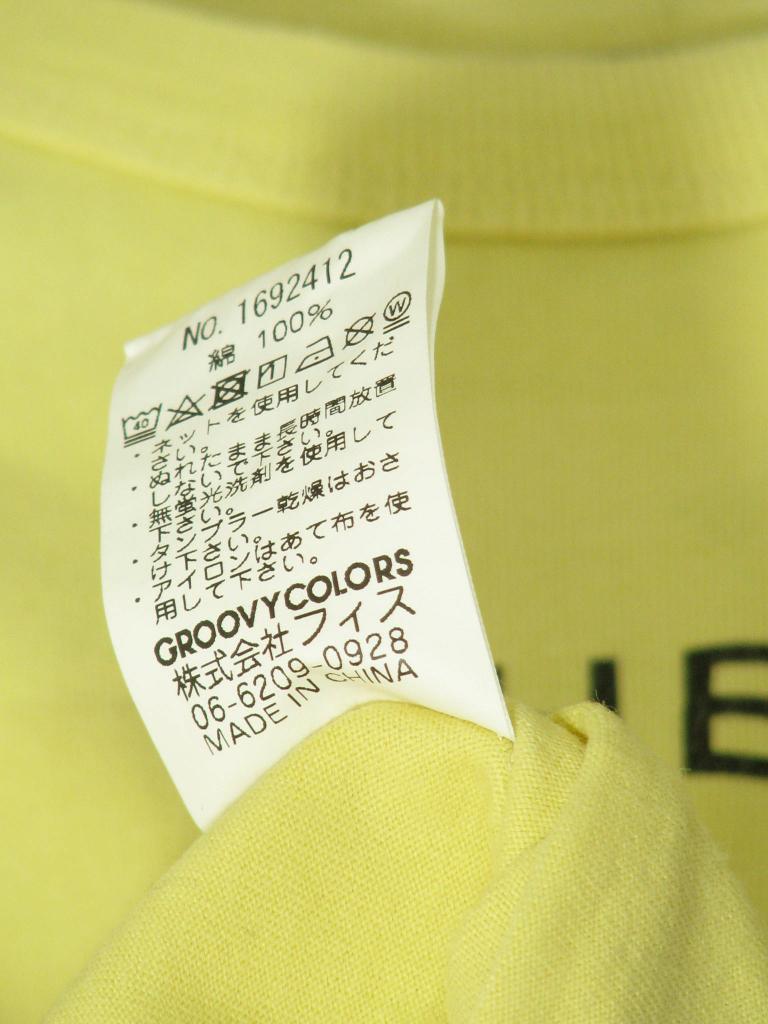 NO. 1692412
綿 100%
40 W
・ネットを使用してくだ
さい。
・ぬれたまま長時間放置
しないで下さい。
・無蛍光洗剤を使用して
下さい。
・タンブラー乾燥はおさ
け下さい。
・アイロンはあて布を使
用して下さい。
GROOVYCOLORS
株式会社フィス
06-6209-0928
MADE IN CHINA